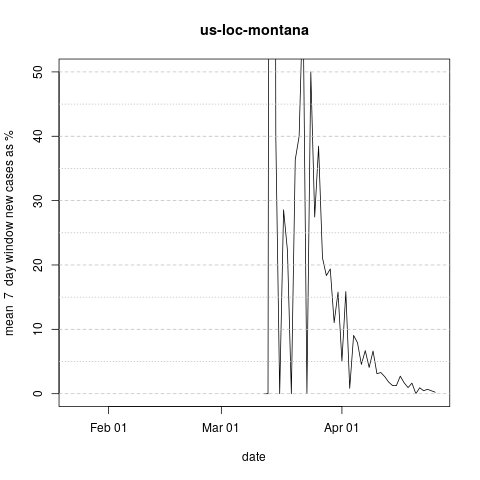 us-loc-montana
mean 7 day window new cases as %
50
40
30
20
10
0
Feb 01
Mar 01
Apr 01
date